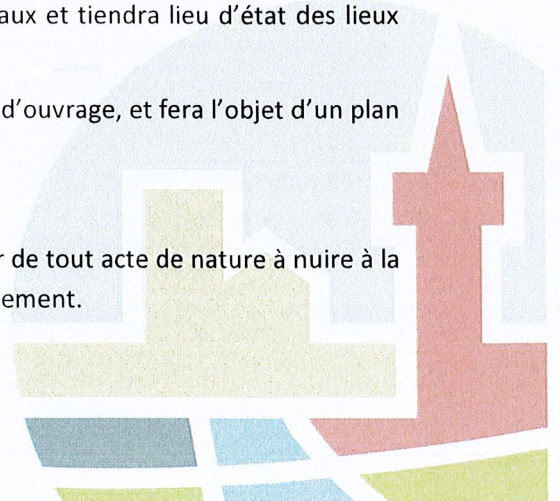 aux et tiendra lieu d’état des lieux
d’ouvrage, et fera l’objet d’un plan
r de tout acte de nature à nuire à la
ement.